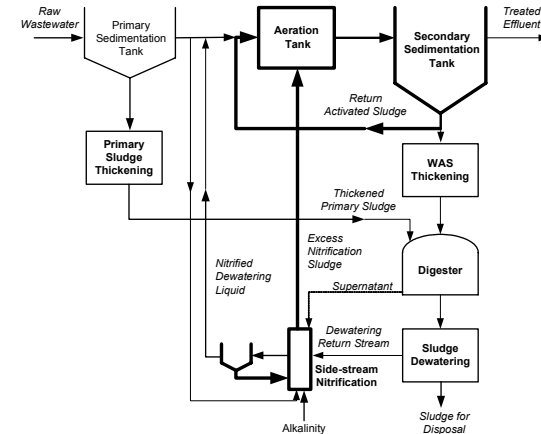 Raw
Wastewater
Primary
Sedimentation
Tank
Aeration
Tank
Secondary
Sedimentation
Tank
Treated
Effluent
Return
Activated Sludge
Primary
Sludge
Thickening
WAS
Thickening
Thickened
Primary Sludge
Excess
Nitrification
Sludge
Nitrified
Dewatering
Liquid
Digester
Supernatant
Dewatering
Return Stream
Side-stream
Nitrification
Sludge
Dewatering
Alkalinity
Sludge for
Disposal